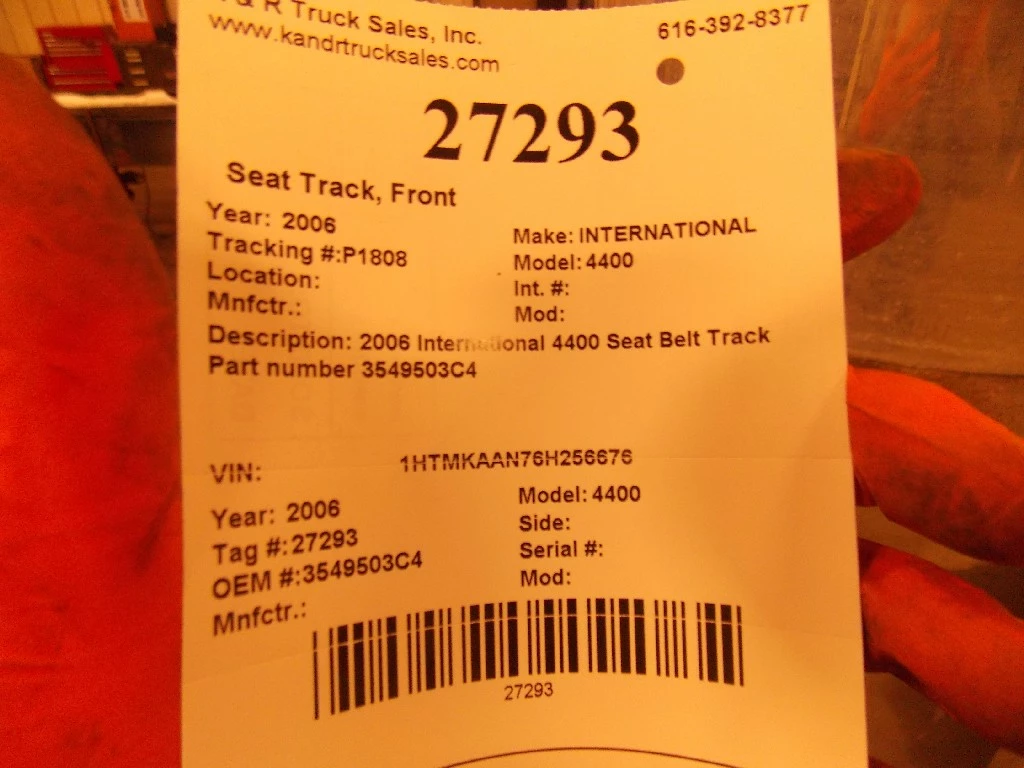 & R Truck Sales, Inc.
616-392-8377
www.kandrtrucksales.com
27293
Seat Track, Front
Year: 2006
Make: INTERNATIONAL
Tracking #:P1808
Model: 4400
Location:
Int. #:
Mnfctr.:
Mod:
Description: 2006 International 4400 Seat Belt Track
Part number 3549503C4
VIN: 1HTMKAAN76H256676
Year: 2006
Model: 4400
Tag #:27293
Side:
OEM #:3549503C4
Serial #:
Mnfctr.:
Mod:
27293